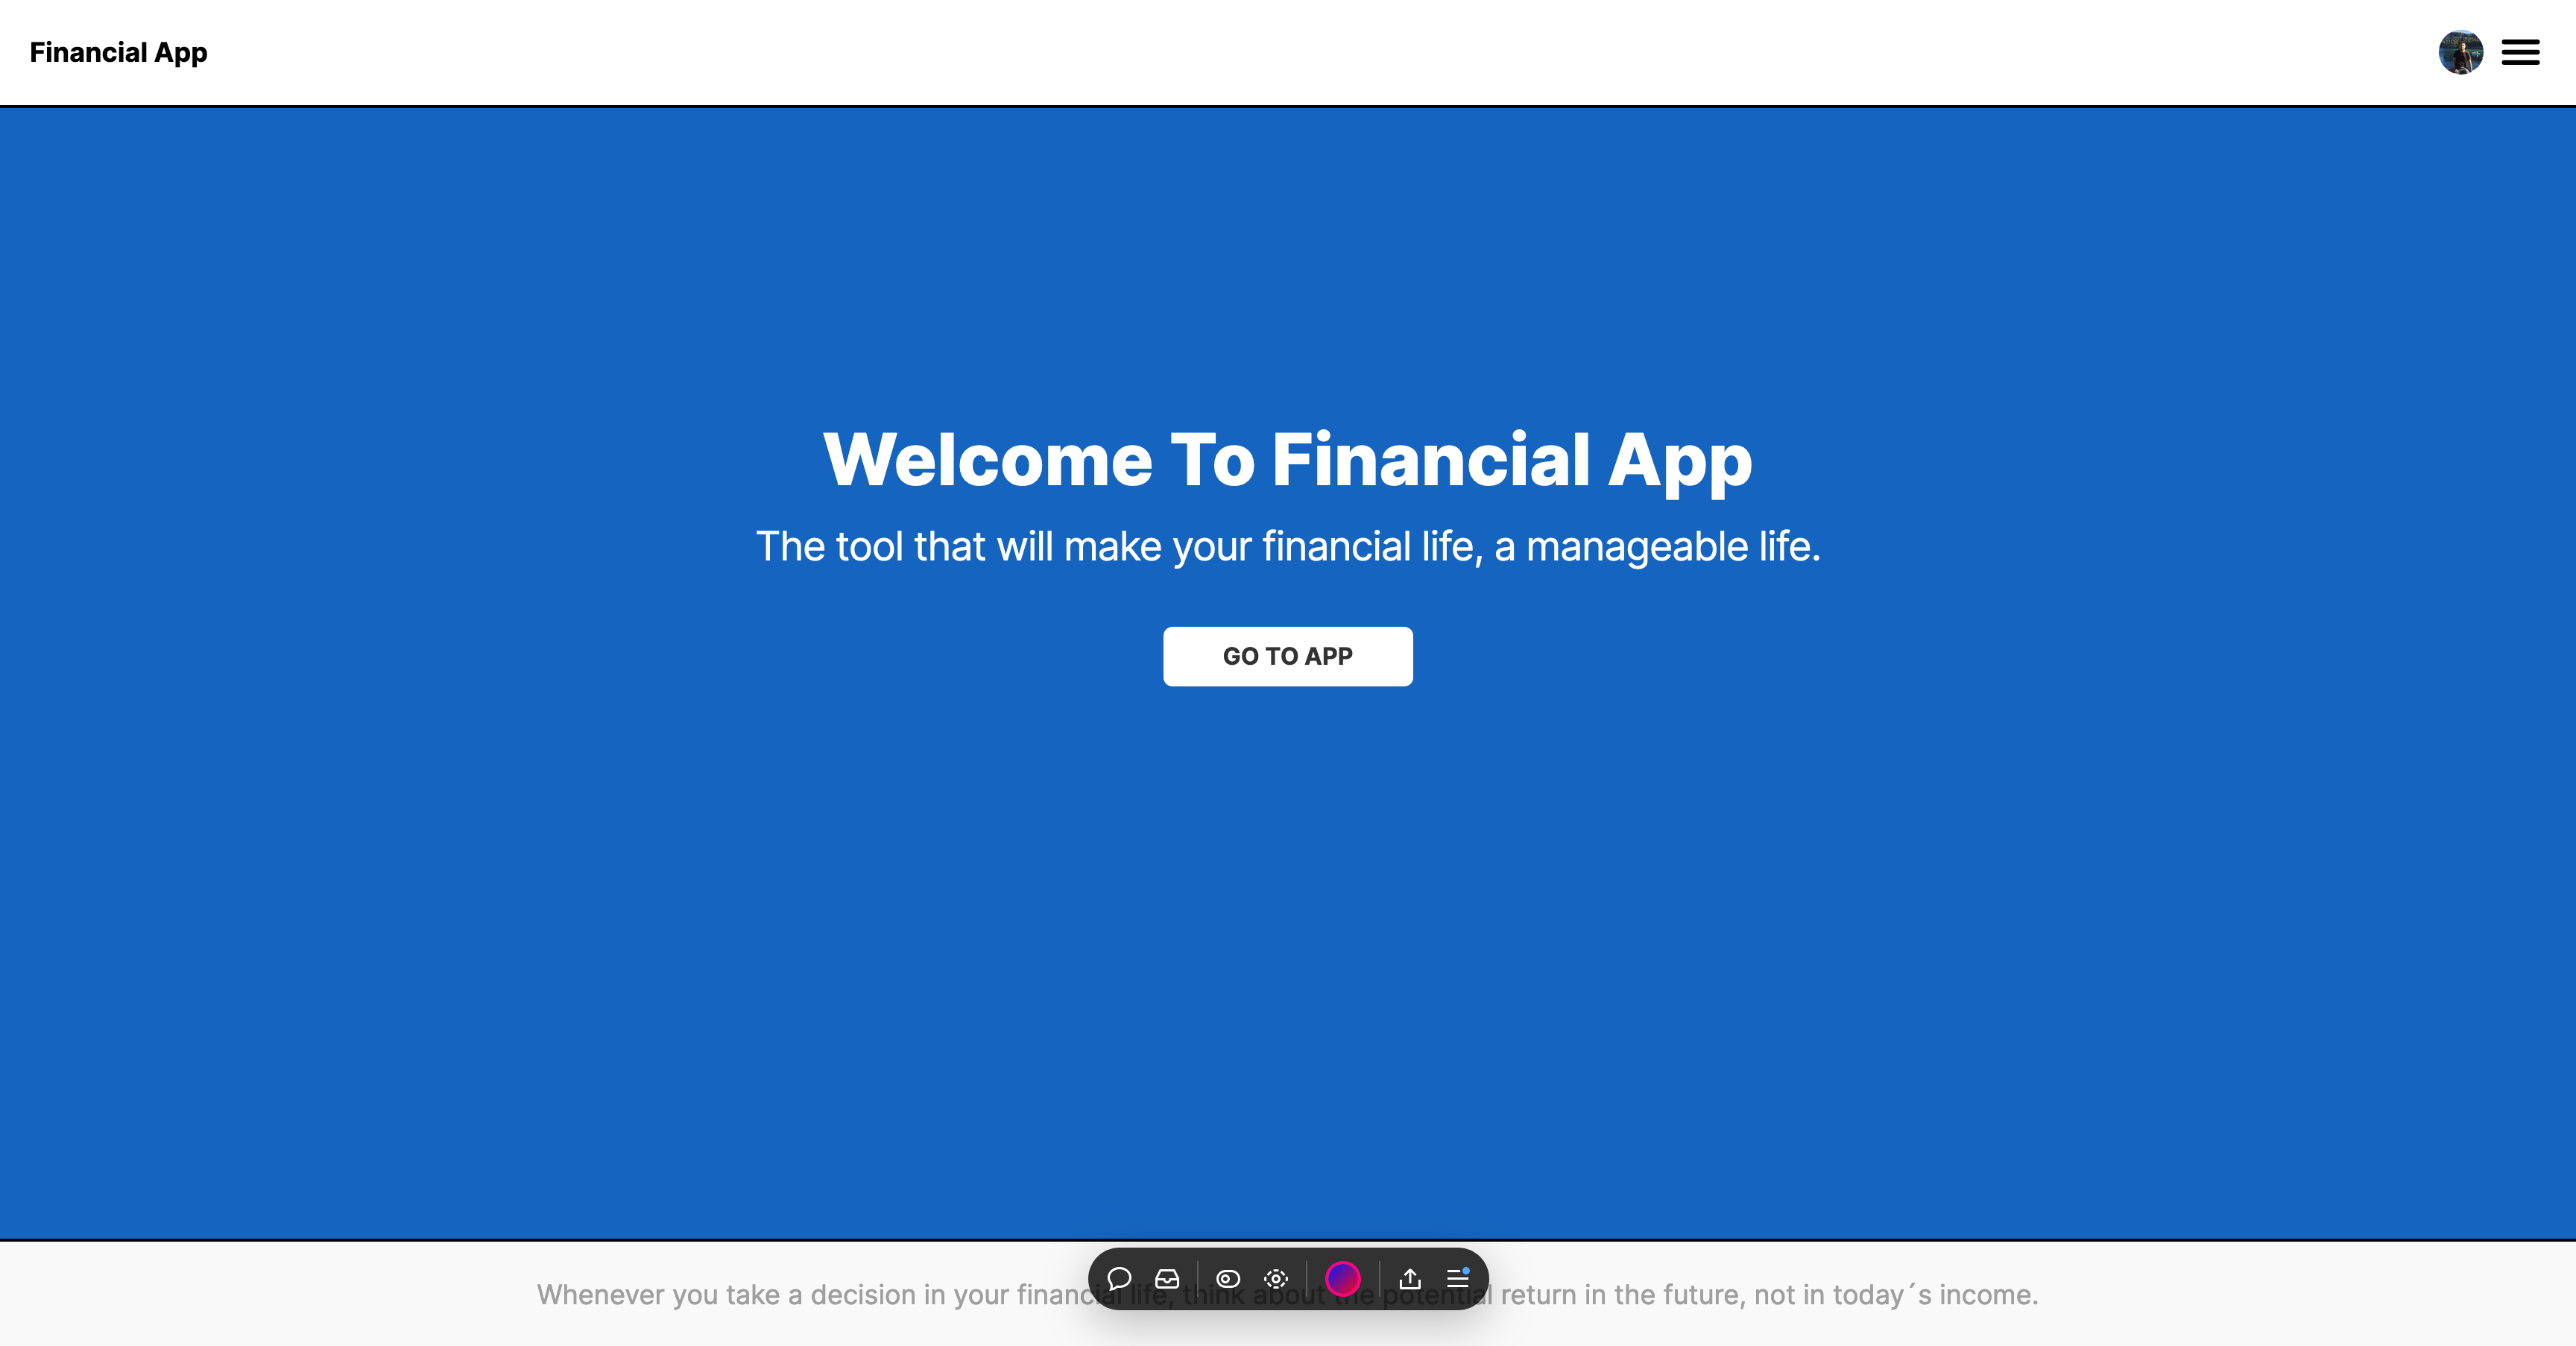 Financial App
Welcome To Financial App
The tool that will make your financial life, a manageable life.
GO TO APP
Whenever you take a decision in your financial life, think about the potential return in the future, not in today´s income.